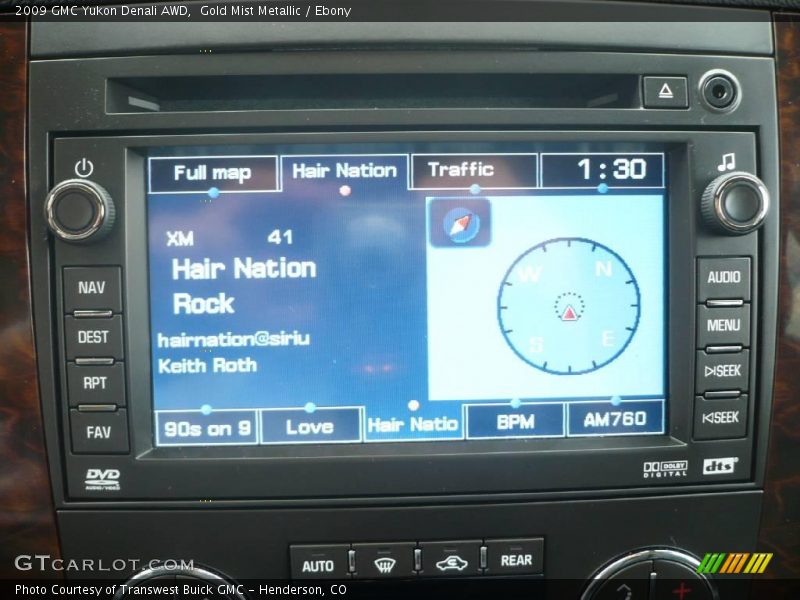 2009 GMC Yukon Denali AWD, Gold Mist Metallic / Ebony
Full map
Hair Nation
Traffic
1:30
XM 41
Hair Nation
Rock
hairnation@siriu
Keith Roth
W N
S E
90s on 9
Love
Hair Natio
BPM
AM760
NAV
DEST
RPT
FAV
AUDIO
MENU
SEEK
SEEK
DVD
AUDIO/VIDEO
DOLBY
DIGITAL
dts
AUTO
REAR
GTCARLOT.COM
Photo Courtesy of Transwest Buick GMC - Henderson, CO